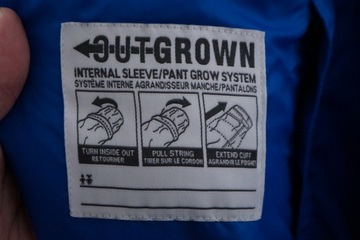 OUTGROWN
INTERNAL SLEEVE/PANT GROW SYSTEM
SYSTÈME INTERNE AGRANDISSEUR MANCHE/PANTALONS
TURN INSIDE OUT
RETOURNER
PULL STRING
TIRER SUR LE CORDON
EXTEND CUFF
AGRANDIR LE POIGNET